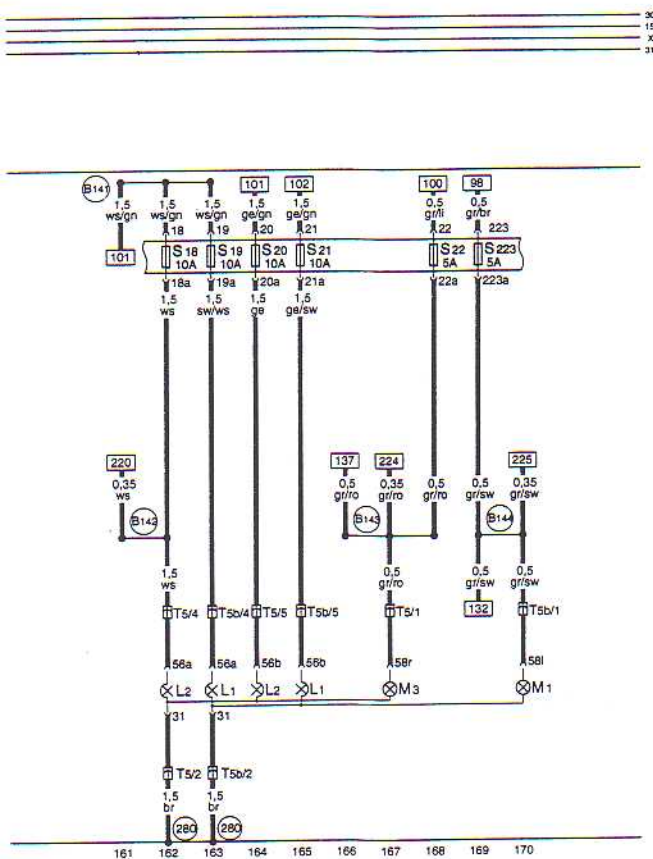 30
15
X
31
B141 101 102 100 98
1,5 1,5 1,5 1,5 1,5 0,5 0,5
ws/gn ws/gn ws/gn ge/gn ge/gn gr/li gr/br
18 19 20 21 22 223
S18 S19 S20 S21 S22 S223
101 10A 10A 10A 10A 5A 5A
18a 19a 20a 21a 22a 223a
1,5 1,5 1,5 1,5
ws sw/ws ge ge/sw
220 137 224 225
0,35 0,5 0,35 0,5 0,5 0,35
ws gr/ro gr/ro gr/ro gr/sw gr/sw
B142 B143 B144
1,5 0,5 0,5 0,5
ws gr/ro gr/sw gr/sw
T5/4 T5b/4 T5/5 T5b/5 T5/1 132 T5b/1
56a 56a 56b 56b 58r 58l
L2 L1 L2 L1 M3 M1
31 31
T5/2 T5b/2
1,5 1,5
br br
280 280
161 162 163 164 165 166 167 168 169 170